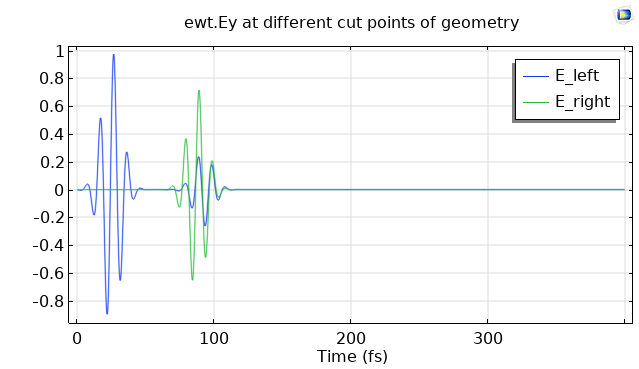 ewt.Ey at different cut points of geometry
1
0.8
0.6
0.4
0.2
0
-0.2
-0.4
-0.6
-0.8
E_left
E_right
0 100 200 300
Time (fs)